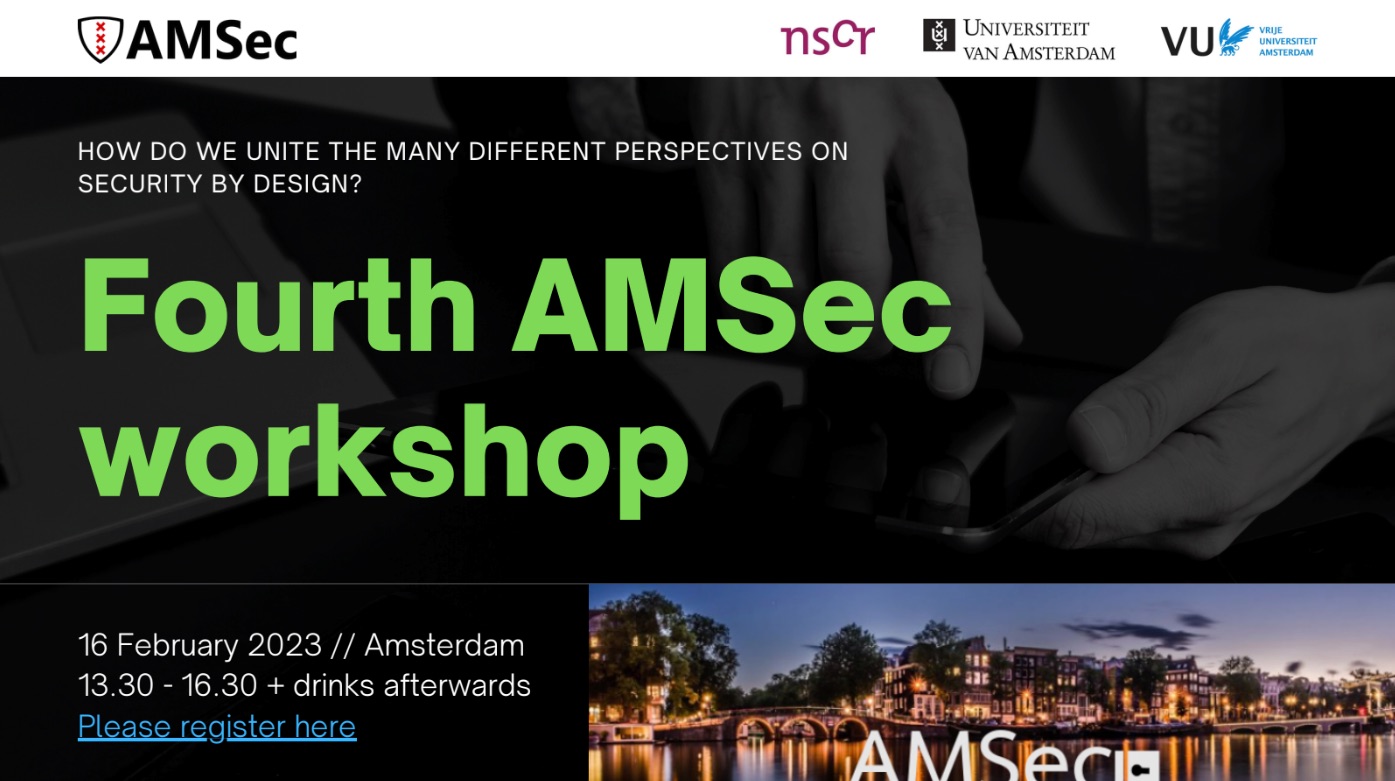 AMSec
nscr
UNIVERSITEIT
VAN AMSTERDAM
VU
VRIJE
UNIVERSITEIT
AMSTERDAM
HOW DO WE UNITE THE MANY DIFFERENT PERSPECTIVES ON
SECURITY BY DESIGN?
Fourth AMSec
workshop
16 February 2023 // Amsterdam
13.30 - 16.30 + drinks afterwards
Please register here
AMSec